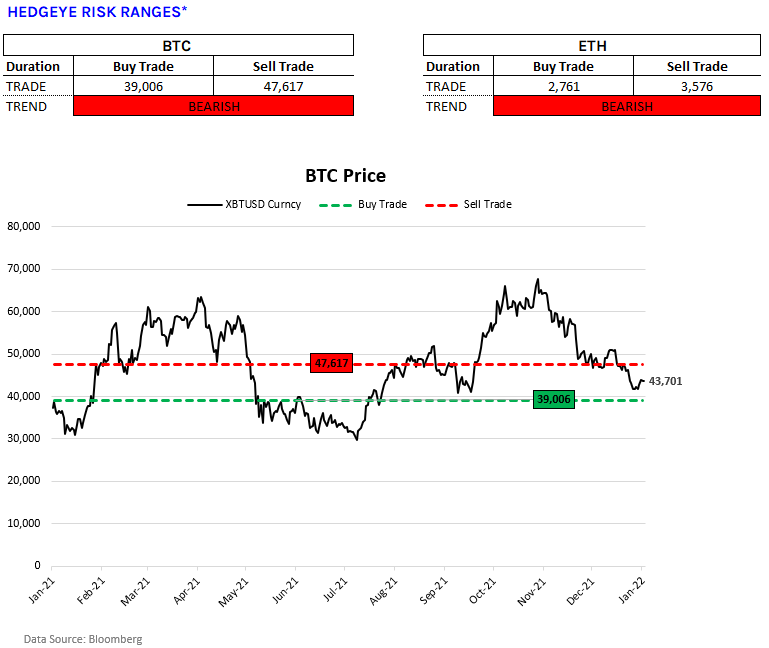 HEDGEYE RISK RANGES*
BTC
Duration Buy Trade Sell Trade
TRADE 39,006 47,617
TREND BEARISH
ETH
Duration Buy Trade Sell Trade
TRADE 2,761 3,576
TREND BEARISH
BTC Price
XBTUSD Curncy Buy Trade Sell Trade
80,000
70,000
60,000
50,000
40,000
30,000
20,000
10,000
0
47,617
43,701
39,006
Jan-21 Feb-21 Mar-21 Apr-21 May-21 Jun-21 Jul-21 Aug-21 Sep-21 Oct-21 Nov-21 Dec-21 Jan-22
Data Source: Bloomberg